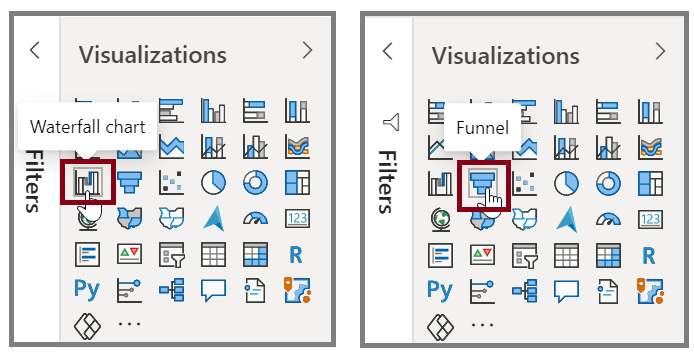 Visualizations
Waterfall chart
Filters
123
R
Py
...
Visualizations
Funnel
Filters
123
R
Py
...